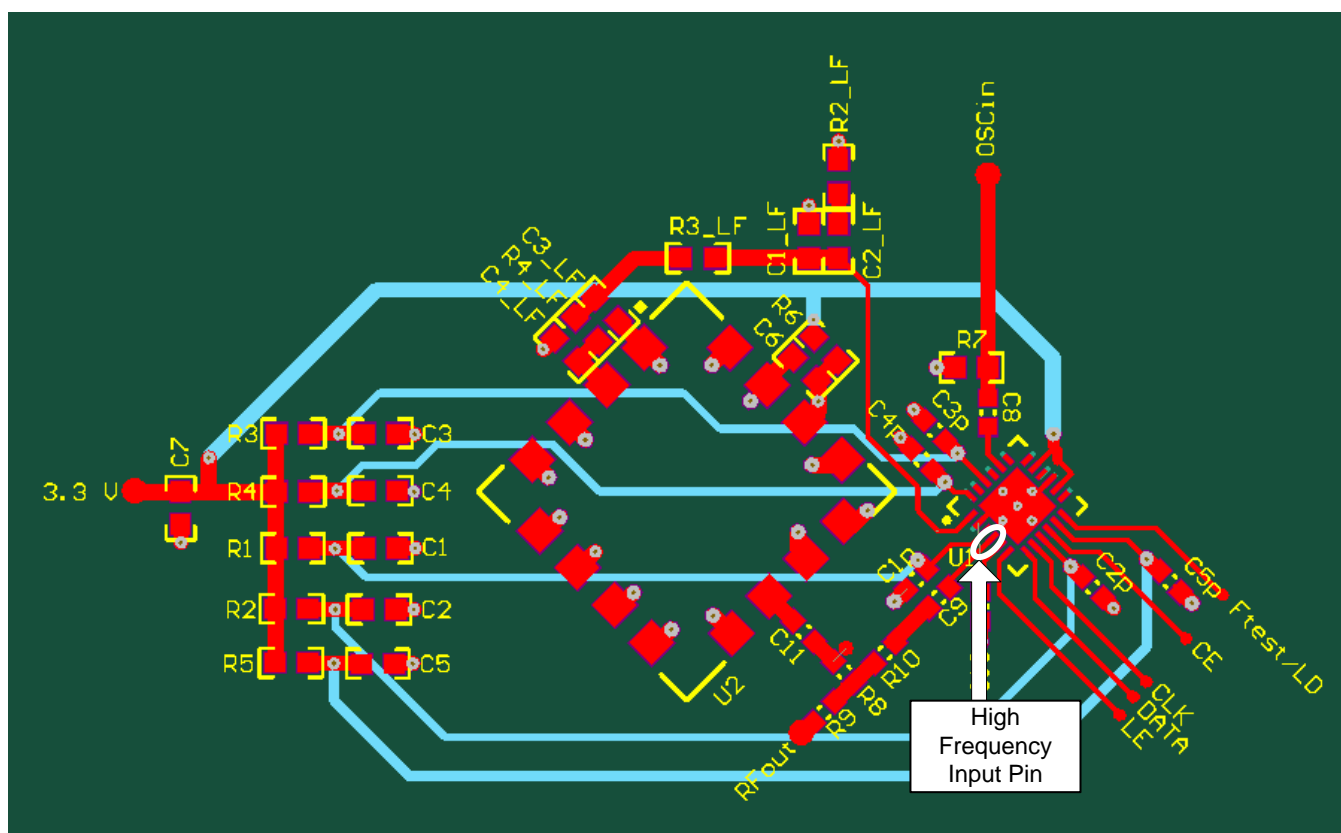 R2_LF
OSCin
R3_LF
C1_LF
C2_LF
C3_LF
R4_LF
C4_LF
R6
C6
R7
C8
C3p
C4p
C7
R3
C3
3.3 V
R4
C4
R1
C1
U1
C1p
C2p
C5p
Ftest/LD
R2
C2
C9
C11
CE
R10
R5
C5
U2
R8
CLK
R9
DATA
LE
RFout
High
Frequency
Input Pin